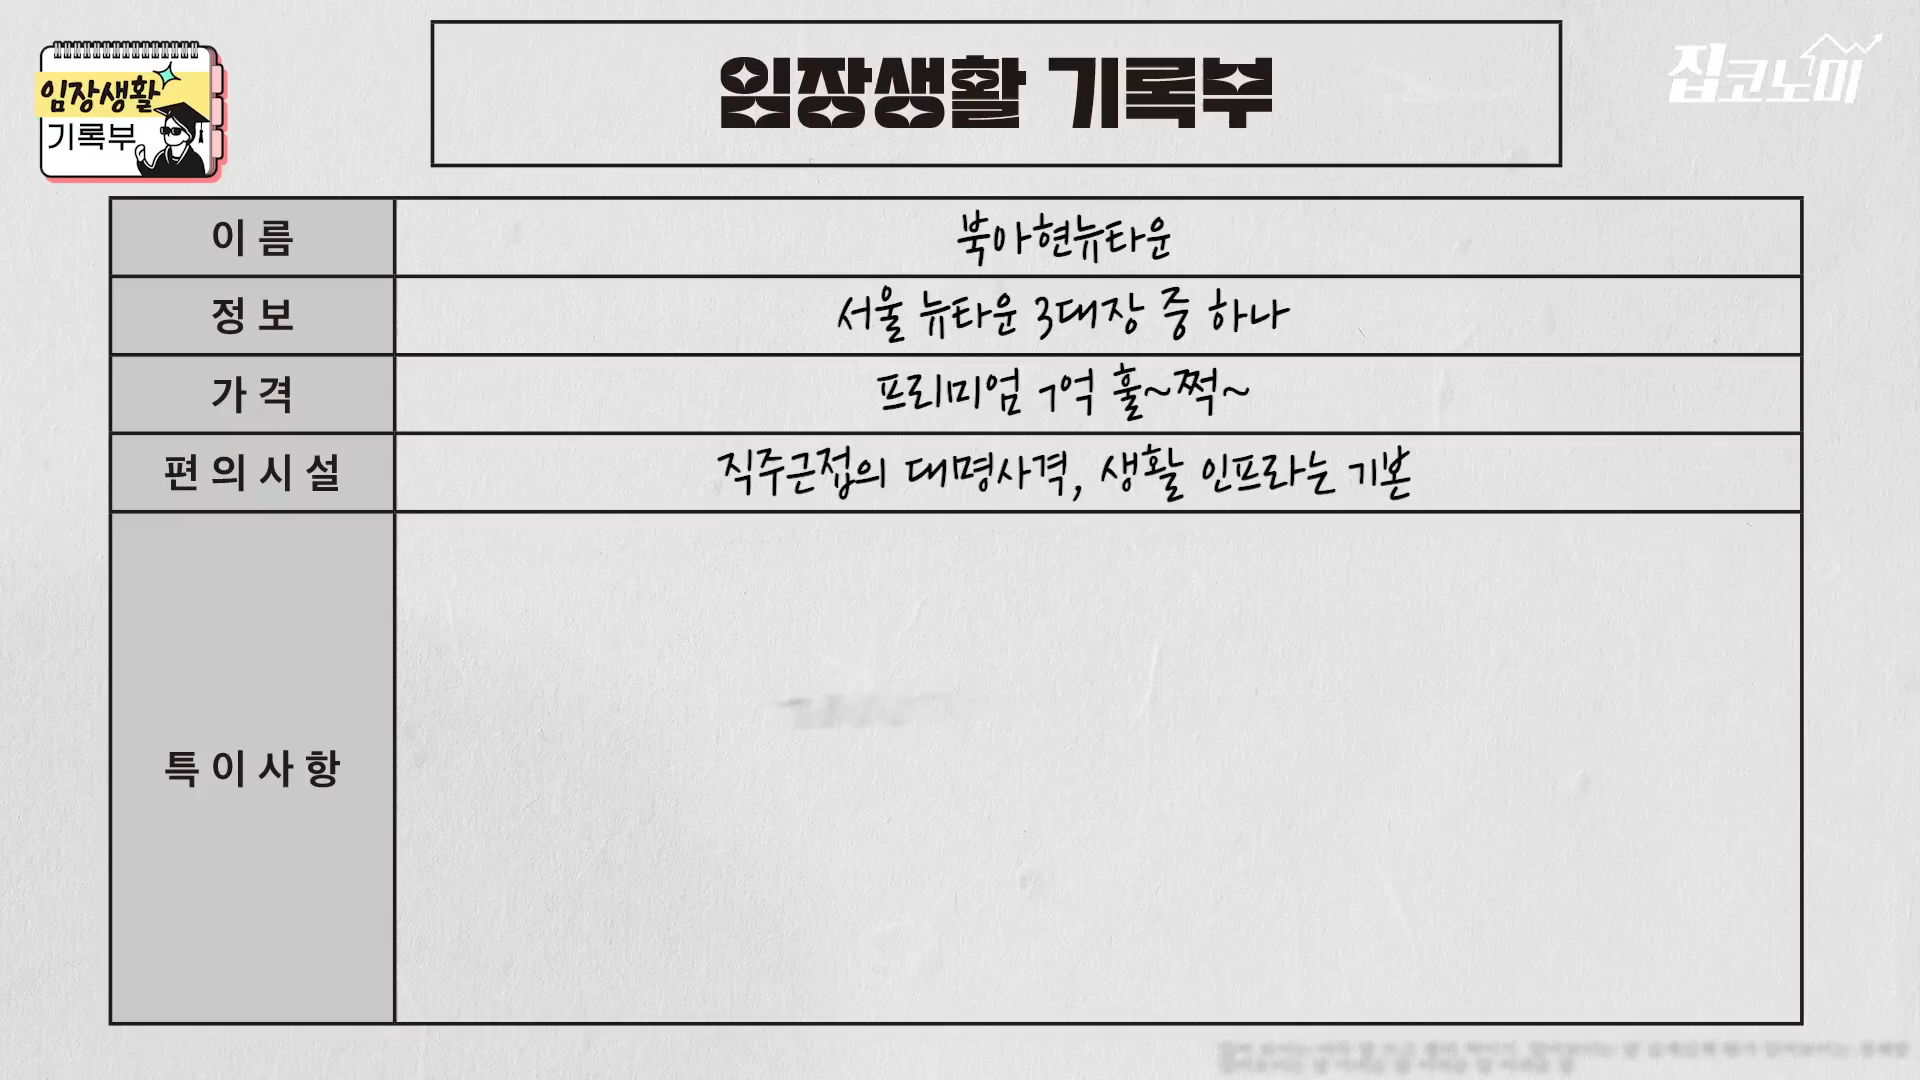 임장생활
기록부
임장생활 기록부
집코노미
이름
북아현뉴타운
정보
서울 뉴타운 3대장 중 하나
가격
프리미엄 7억 훌~쩍~
편의시설
직주근접의 대명사격, 생활 인프라는 기본
특이사항